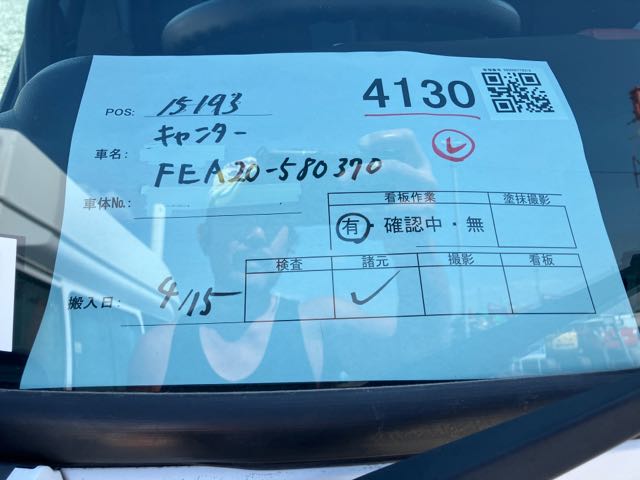 4130
POS: 15193
レ
車名: キャンター
車体No.: FEA20-580370
看板作業 塗抹撮影
有・確認中・無
検査 諸元 撮影 看板
搬入日: 4/15 ✓